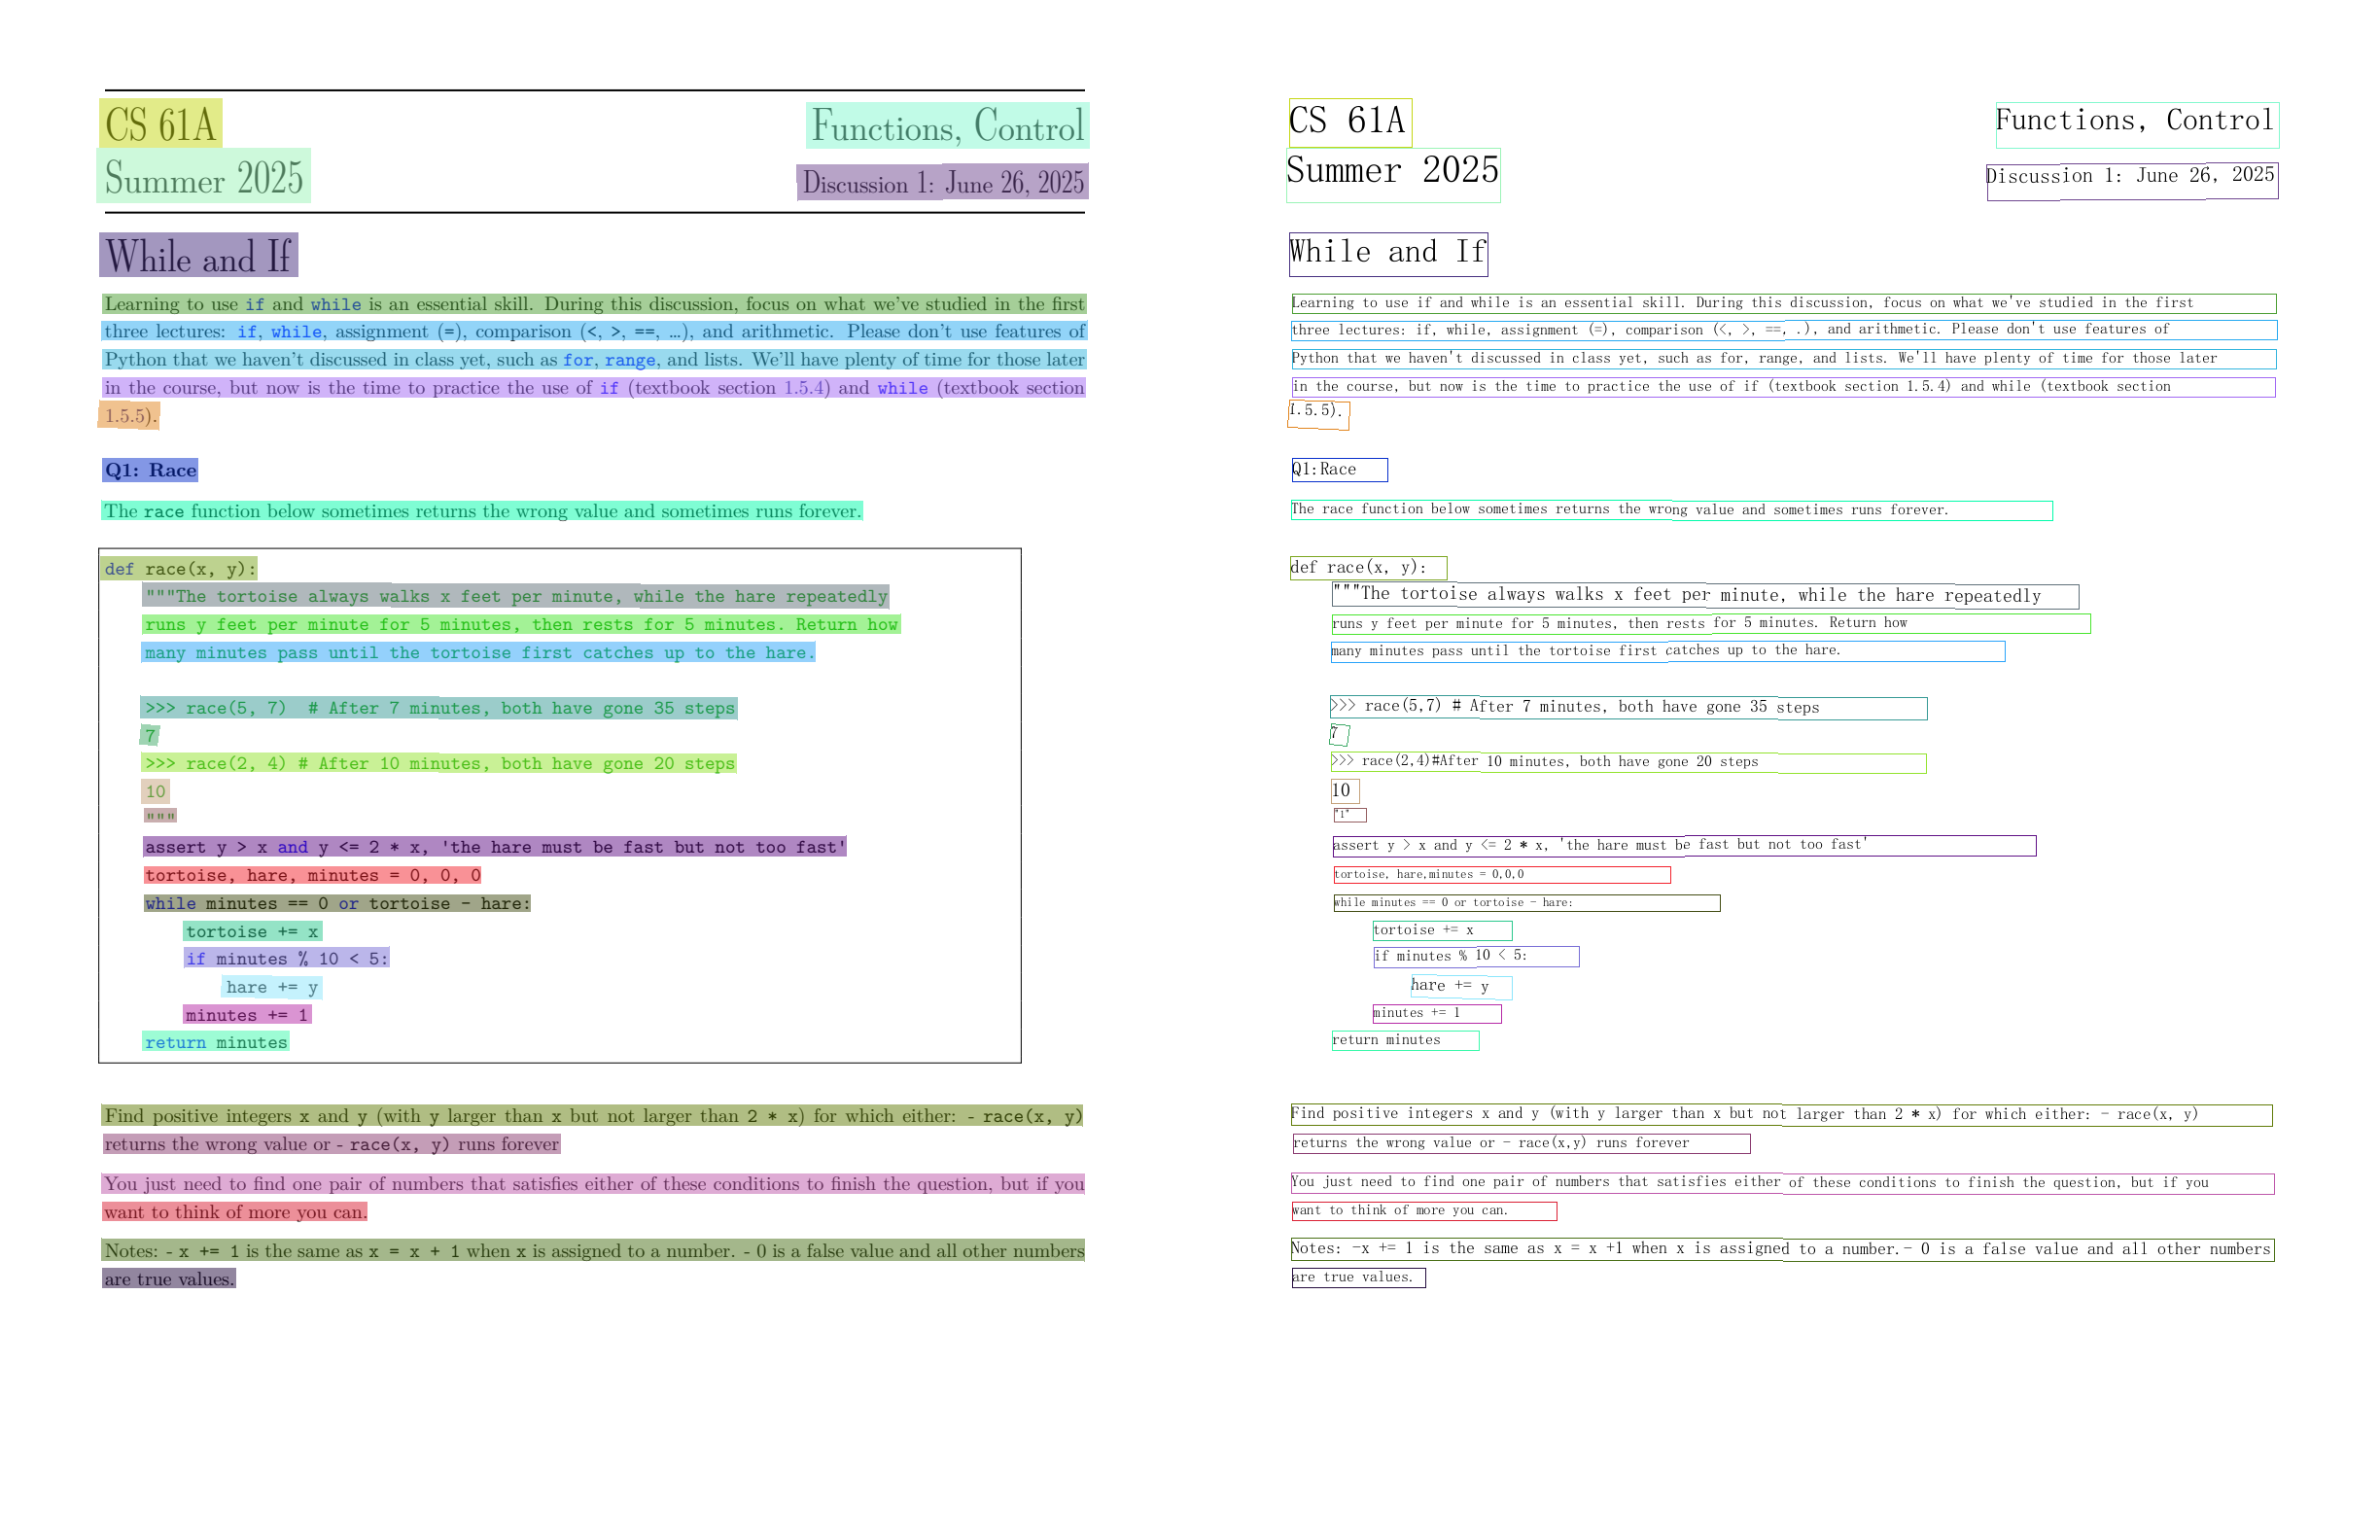 CS 61A
Functions, Control
Summer 2025
Discussion 1: June 26, 2025
While and If
Learning to use if and while is an essential skill. During this discussion, focus on what we've studied in the first
three lectures: if, while, assignment (=), comparison (<, >, ==, …), and arithmetic. Please don't use features of
Python that we haven't discussed in class yet, such as for, range, and lists. We'll have plenty of time for those later
in the course, but now is the time to practice the use of if (textbook section 1.5.4) and while (textbook section
1.5.5).
Q1: Race
The race function below sometimes returns the wrong value and sometimes runs forever.
def race(x, y):
"""The tortoise always walks x feet per minute, while the hare repeatedly
runs y feet per minute for 5 minutes, then rests for 5 minutes. Return how
many minutes pass until the tortoise first catches up to the hare.
>>> race(5, 7)  # After 7 minutes, both have gone 35 steps
7
>>> race(2, 4) # After 10 minutes, both have gone 20 steps
10
"""
assert y > x and y <= 2 * x, 'the hare must be fast but not too fast'
tortoise, hare, minutes = 0, 0, 0
while minutes == 0 or tortoise - hare:
tortoise += x
if minutes % 10 < 5:
hare += y
minutes += 1
return minutes
Find positive integers x and y (with y larger than x but not larger than 2 * x) for which either: - race(x, y)
returns the wrong value or - race(x, y) runs forever
You just need to find one pair of numbers that satisfies either of these conditions to finish the question, but if you
want to think of more you can.
Notes: - x += 1 is the same as x = x + 1 when x is assigned to a number. - 0 is a false value and all other numbers
are true values.
CS 61A
Functions, Control
Summer 2025
Discussion 1: June 26, 2025
While and If
Learning to use if and while is an essential skill. During this discussion, focus on what we've studied in the first
three lectures: if, while, assignment (=), comparison (<, >, ==, .), and arithmetic. Please don't use features of
Python that we haven't discussed in class yet, such as for, range, and lists. We'll have plenty of time for those later
in the course, but now is the time to practice the use of if (textbook section 1.5.4) and while (textbook section
1.5.5).
Q1:Race
The race function below sometimes returns the wrong value and sometimes runs forever.
def race(x, y):
"""The tortoise always walks x feet per minute, while the hare repeatedly
runs y feet per minute for 5 minutes, then rests for 5 minutes. Return how
many minutes pass until the tortoise first catches up to the hare.
>>> race(5,7) # After 7 minutes, both have gone 35 steps
7
>>> race(2,4)#After 10 minutes, both have gone 20 steps
10
"1"
assert y > x and y <= 2 * x, 'the hare must be fast but not too fast'
tortoise, hare,minutes = 0,0,0
while minutes == 0 or tortoise - hare:
tortoise += x
if minutes % 10 < 5:
hare += y
minutes += 1
return minutes
Find positive integers x and y (with y larger than x but not larger than 2 * x) for which either: - race(x, y)
returns the wrong value or - race(x,y) runs forever
You just need to find one pair of numbers that satisfies either of these conditions to finish the question, but if you
want to think of more you can.
Notes: -x += 1 is the same as x = x +1 when x is assigned to a number.- 0 is a false value and all other numbers
are true values.